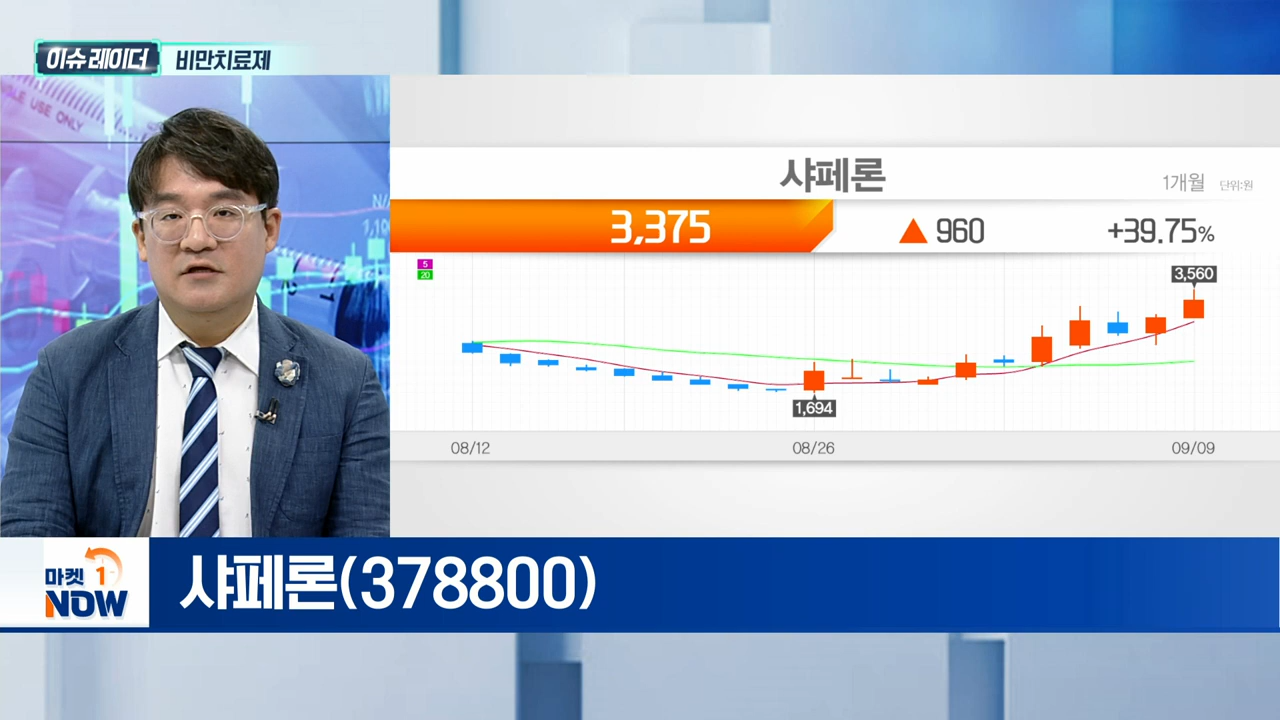 이슈 레이더 비만치료제
샤페론
1개월 단위:원
3,375 ▲ 960 +39.75%
5
20
3,560
1,694
08/12 08/26 09/09
마켓 1
NOW
샤페론(378800)
USE ONLY